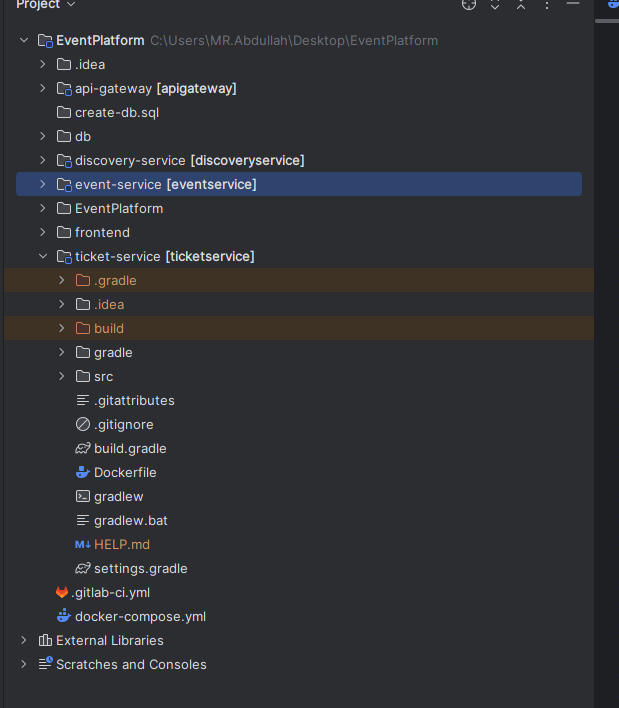 Project
EventPlatform C:\Users\MR.Abdullah\Desktop\EventPlatform
.idea
api-gateway [apigateway]
create-db.sql
db
discovery-service [discoveryservice]
event-service [eventservice]
EventPlatform
frontend
ticket-service [ticketservice]
.gradle
.idea
build
gradle
src
.gitattributes
.gitignore
build.gradle
Dockerfile
gradlew
gradlew.bat
M↓ HELP.md
settings.gradle
.gitlab-ci.yml
docker-compose.yml
External Libraries
Scratches and Consoles